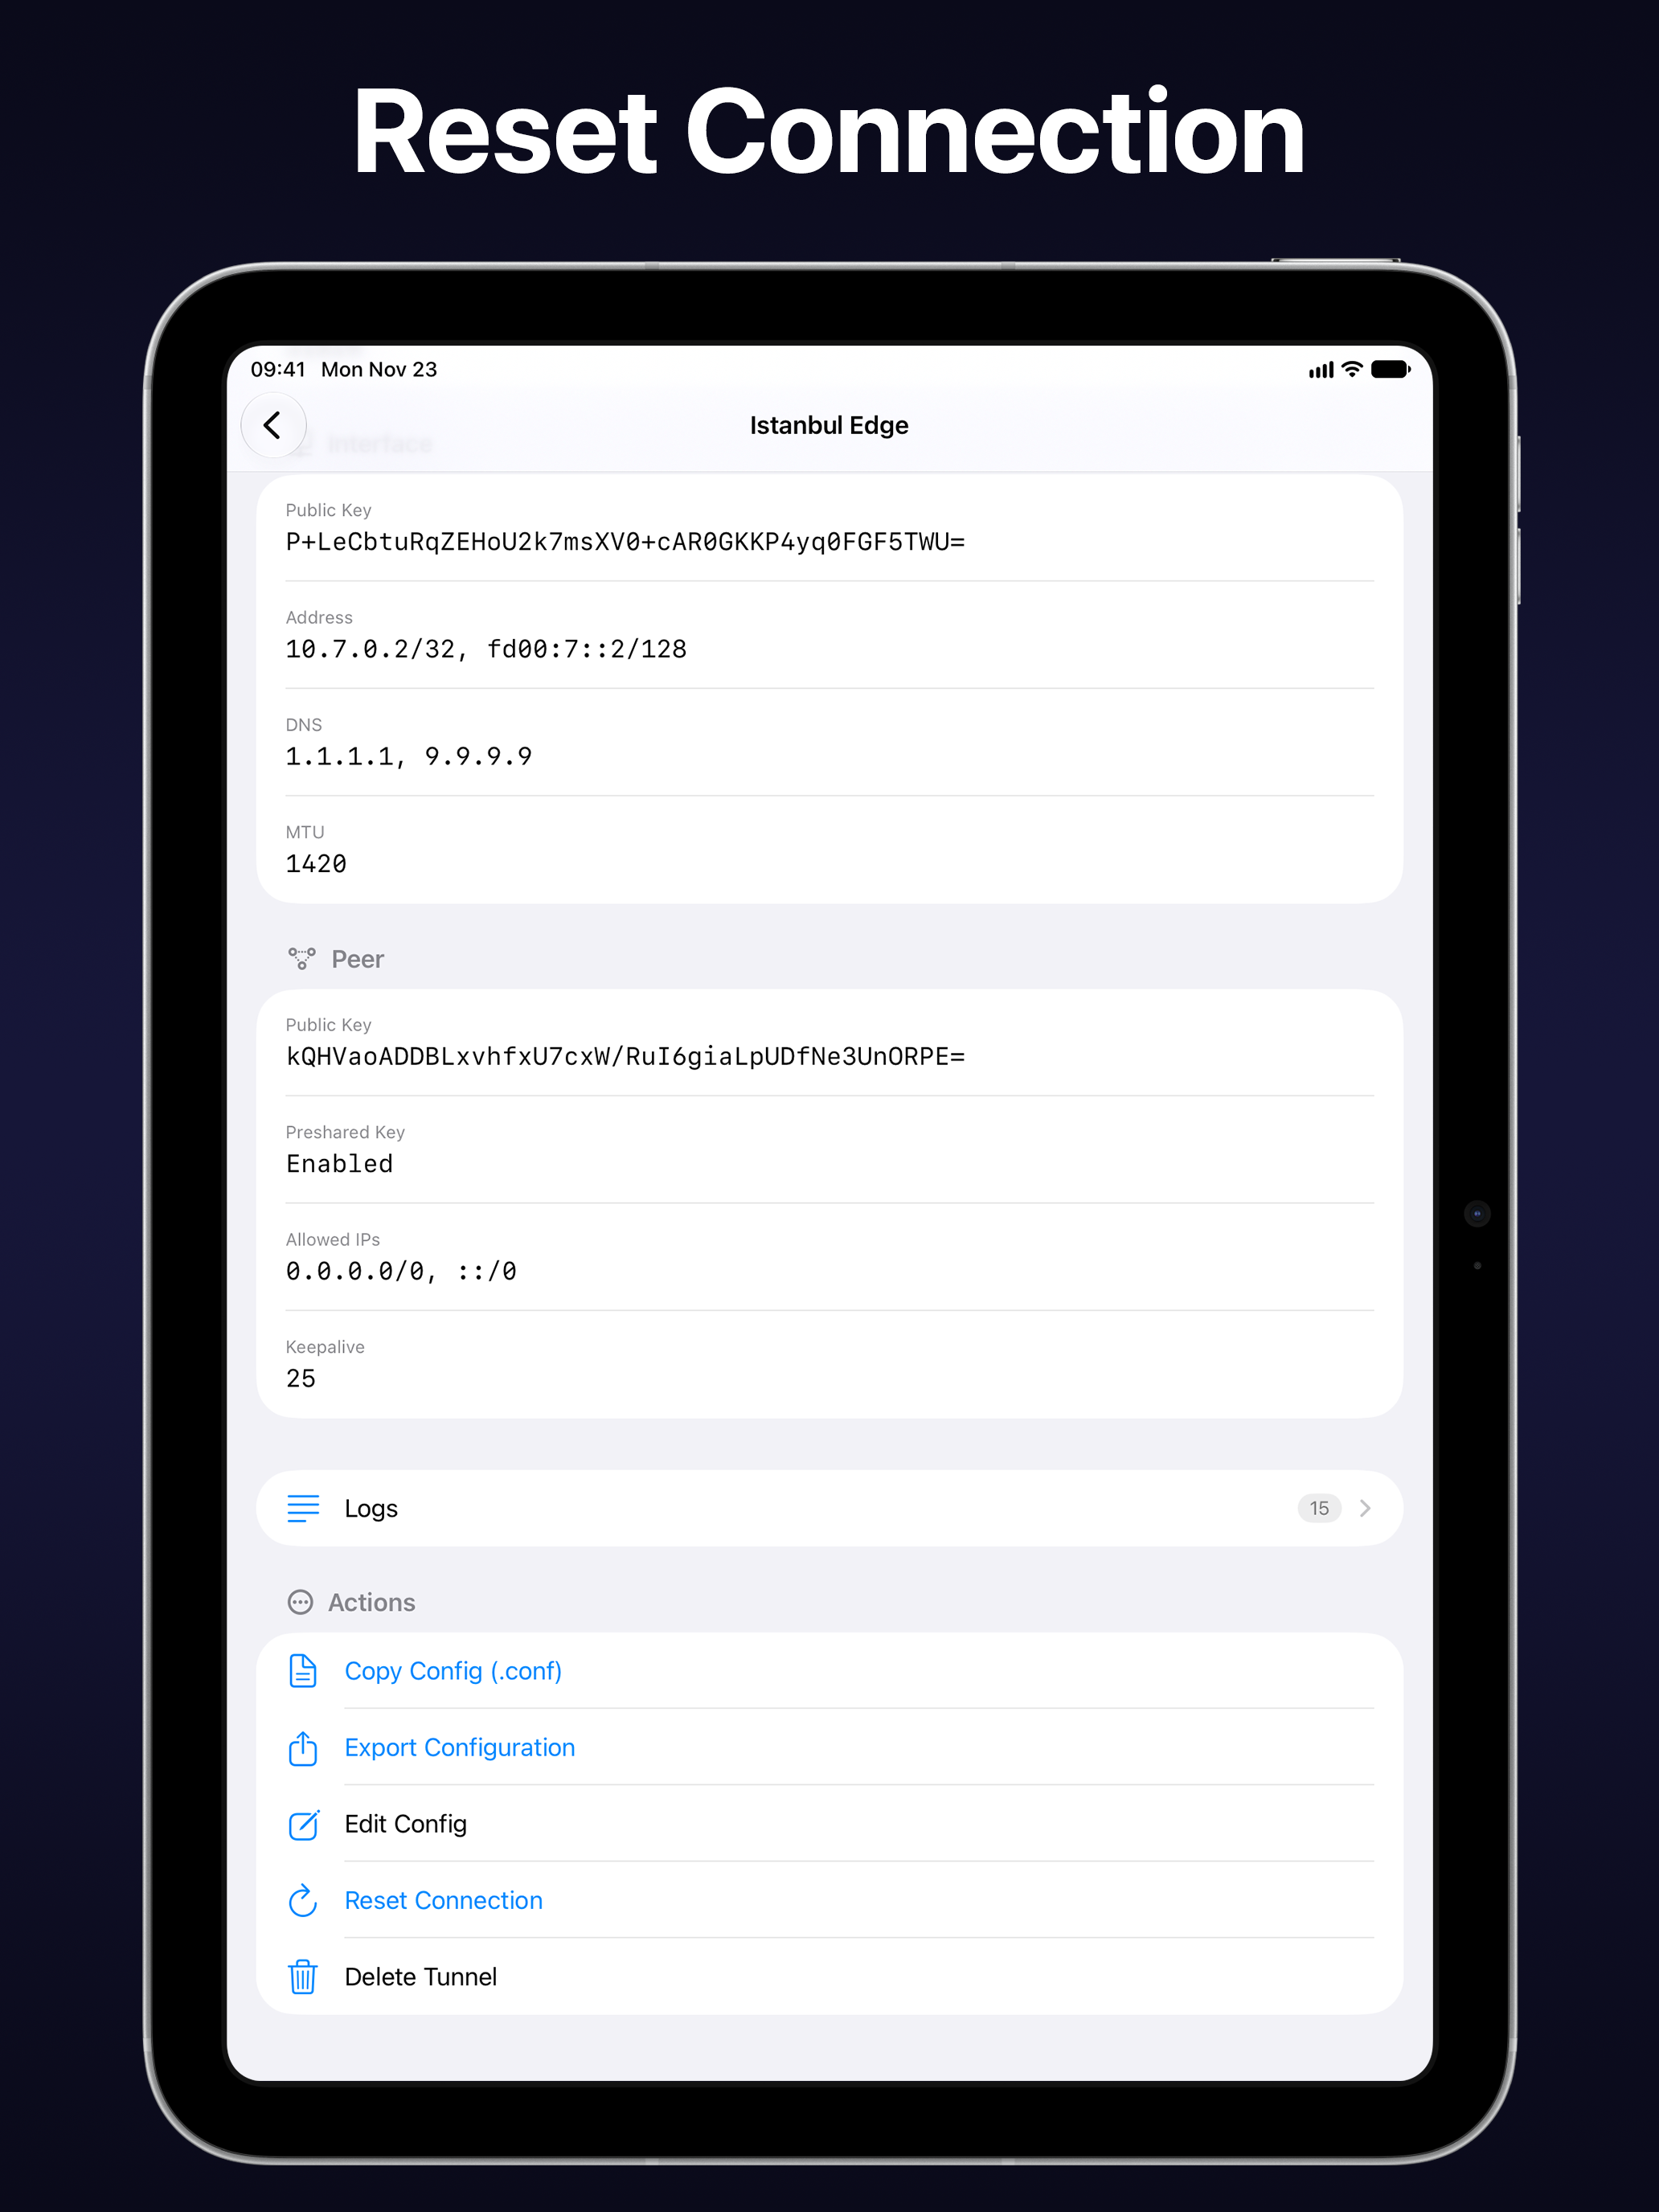 Reset Connection
09:41 Mon Nov 23
Istanbul Edge
Interface
Public Key
P+LeCbtuRqZEHoU2k7msXV0+cAR0GKKP4yq0FGF5TWU=
Address
10.7.0.2/32, fd00:7::2/128
DNS
1.1.1.1, 9.9.9.9
MTU
1420
Peer
Public Key
kQHVaoADDBLxvhfxU7cxW/RuI6giaLpUDfNe3UnORPE=
Preshared Key
Enabled
Allowed IPs
0.0.0.0/0, ::/0
Keepalive
25
Logs
15
Actions
Copy Config (.conf)
Export Configuration
Edit Config
Reset Connection
Delete Tunnel